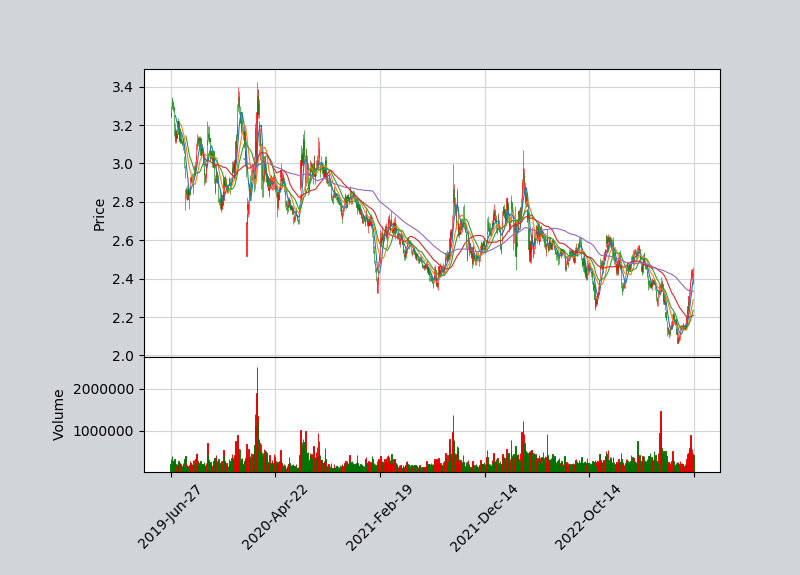 Price
3.4
3.2
3.0
2.8
2.6
2.4
2.2
2.0
Volume
2000000
1000000
2019-Jun-27
2020-Apr-22
2021-Feb-19
2021-Dec-14
2022-Oct-14